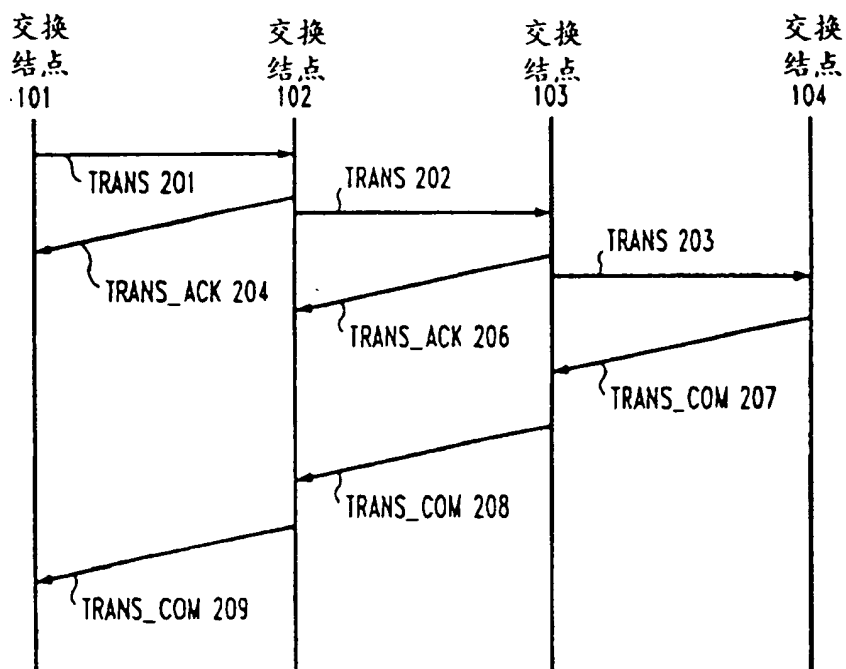 交换
结点
101
交换
结点
102
交换
结点
103
交换
结点
104
TRANS 201
TRANS 202
TRANS 203
TRANS_ACK 204
TRANS_ACK 206
TRANS_COM 207
TRANS_COM 208
TRANS_COM 209